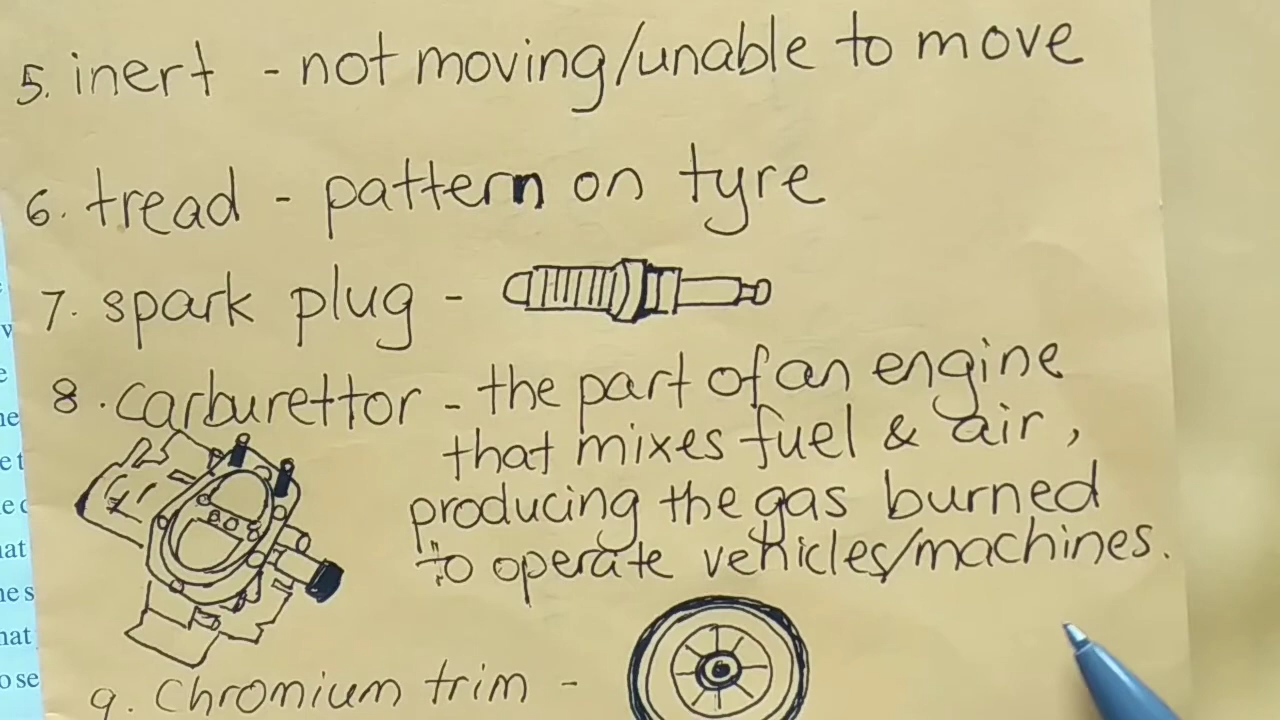 5. inert - not moving/unable to move
6. tread - pattern on tyre
7. spark plug -
8. carburettor - the part of an engine
that mixes fuel & air,
producing the gas burned
to operate vehicles/machines.
9. Chromium trim -